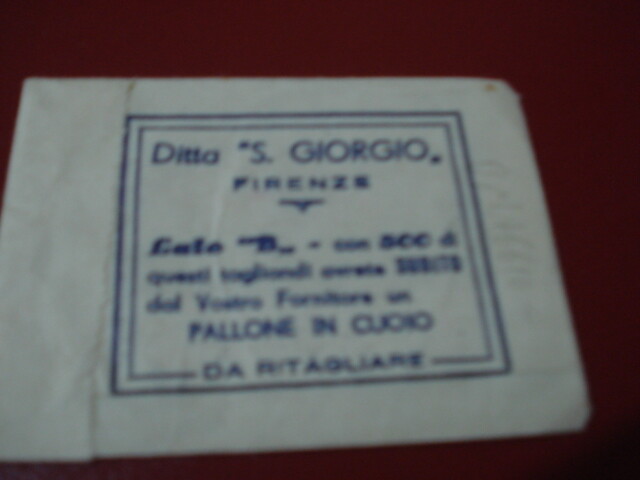 Ditta "S. GIORGIO„
FIRENZE
Lato "B„ - con 500 di
questi tagliandi avrete SUBITO
dal Vostro Fornitore un
PALLONE IN CUOIO
DA RITAGLIARE